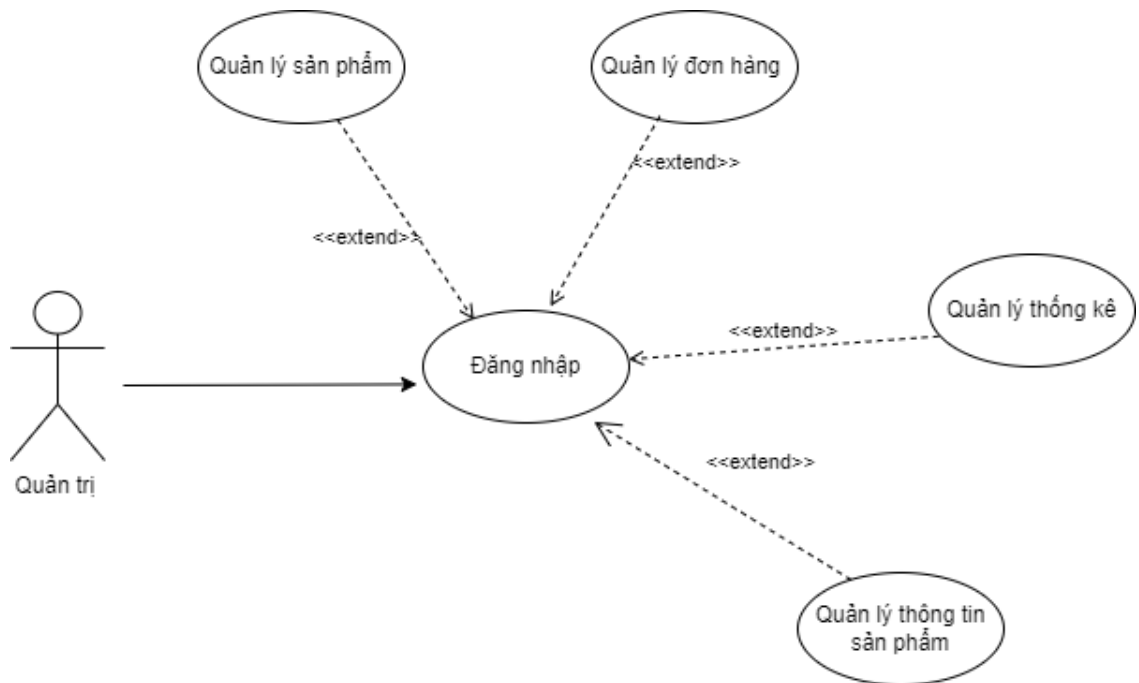 Quản lý sản phẩm
Quản lý đơn hàng
<<extend>>
<<extend>>
Quản lý thống kê
<<extend>>
Đăng nhập
<<extend>>
Quản trị
Quản lý thông tin
sản phẩm